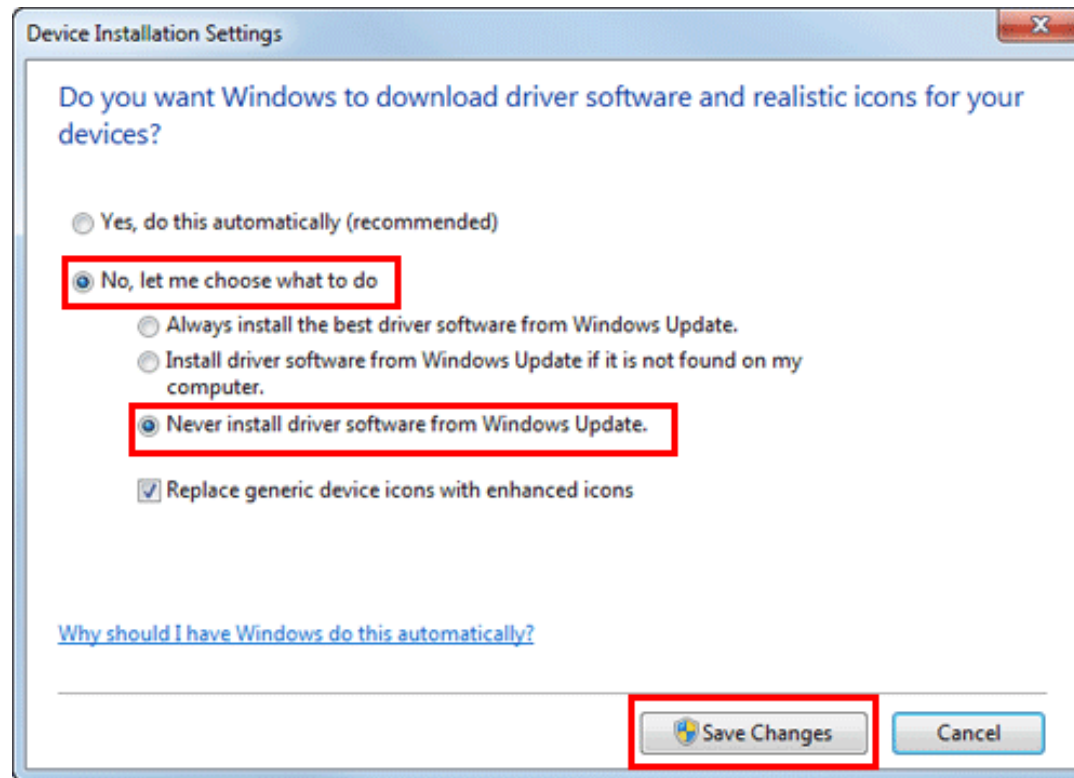 Device Installation Settings
Do you want Windows to download driver software and realistic icons for your
devices?
Yes, do this automatically (recommended)
No, let me choose what to do
Always install the best driver software from Windows Update.
Install driver software from Windows Update if it is not found on my
computer.
Never install driver software from Windows Update.
Replace generic device icons with enhanced icons
Why should I have Windows do this automatically?
Save Changes
Cancel